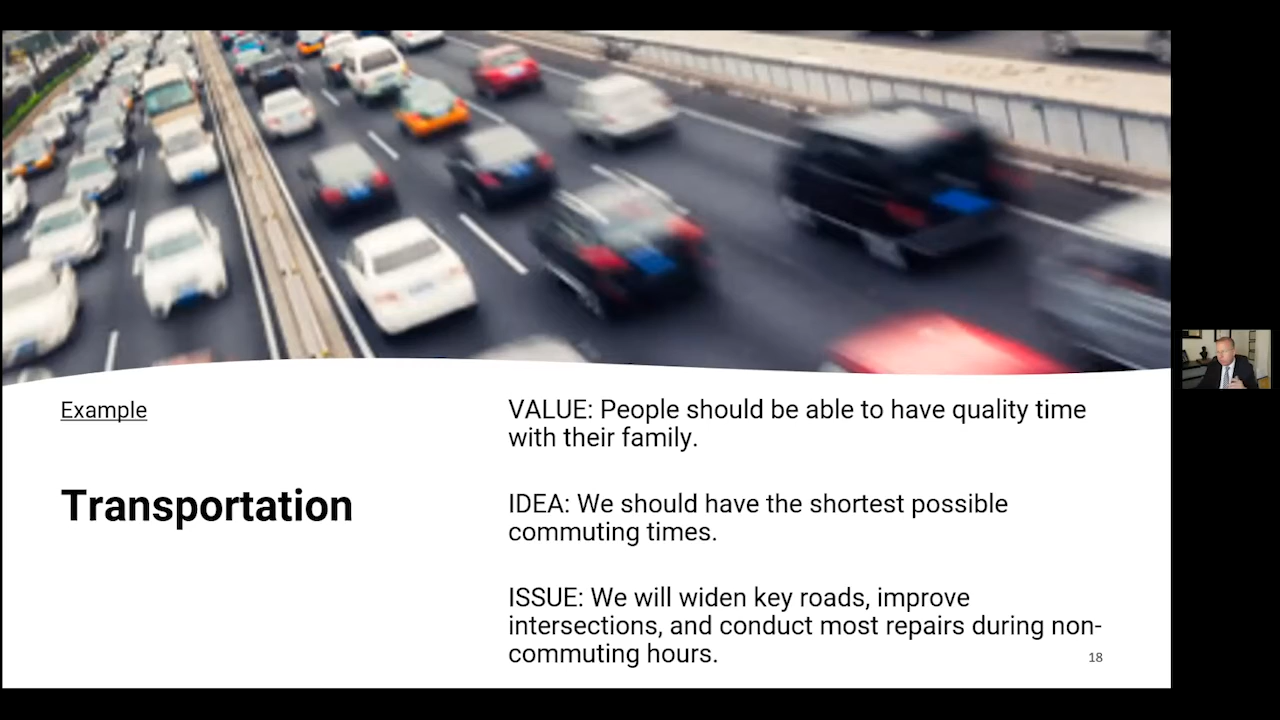 Example
Transportation
VALUE: People should be able to have quality time
with their family.
IDEA: We should have the shortest possible
commuting times.
ISSUE: We will widen key roads, improve
intersections, and conduct most repairs during non-
commuting hours.
18